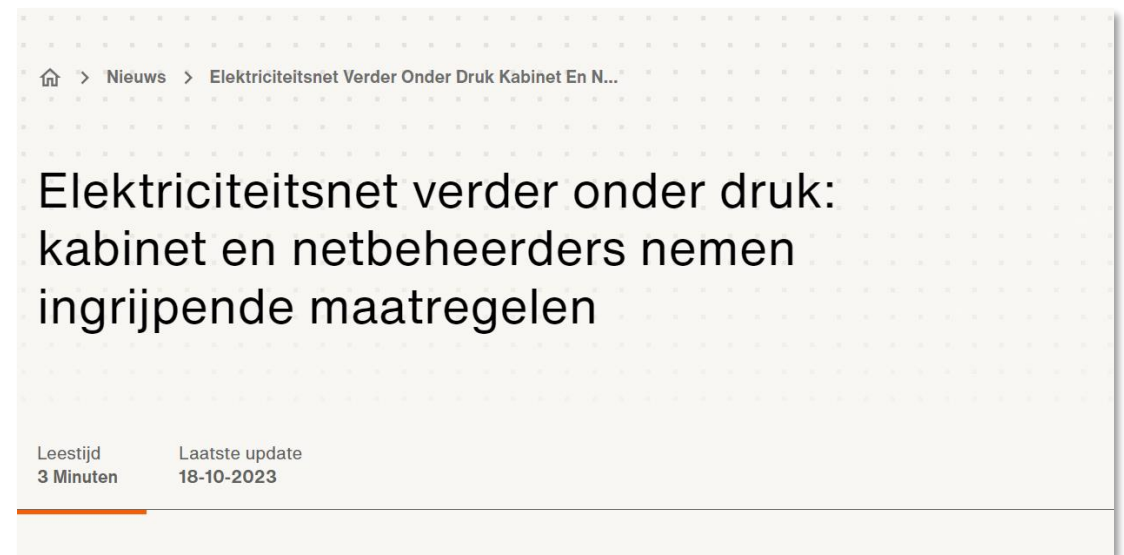 > Nieuws > Elektriciteitsnet Verder Onder Druk Kabinet En N...
Elektriciteitsnet verder onder druk:
kabinet en netbeheerders nemen
ingrijpende maatregelen
Leestijd Laatste update
3 Minuten 18-10-2023